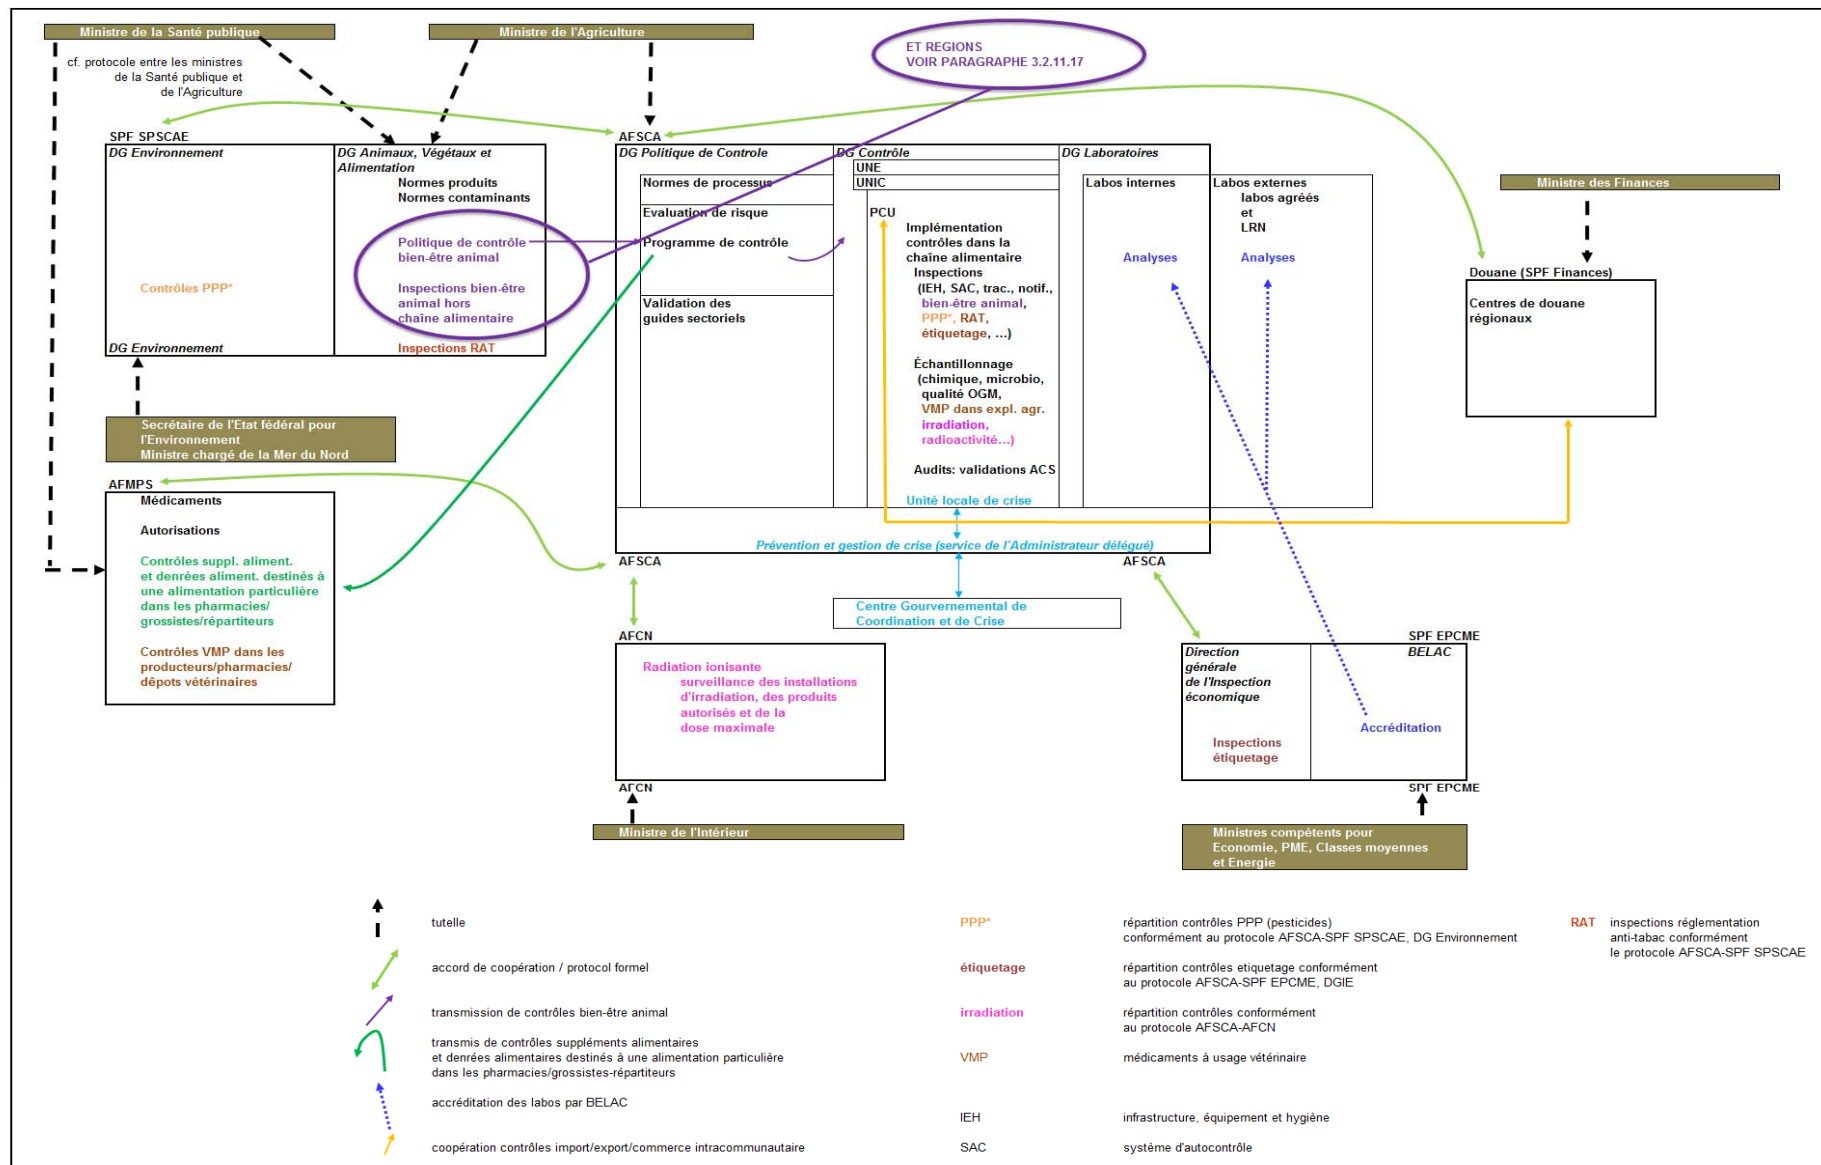 Ministre de la Santé publique
Ministre de l'Agriculture
cf. protocole entre les ministres
de la Santé publique et
de l'Agriculture
ET REGIONS
VOIR PARAGRAPHE 3.2.11.17
SPF SPSCAE
DG Environnement
DG Animaux, Végétaux et
Alimentation
Normes produits
Normes contaminants
Politique de contrôle
bien-être animal
Contrôles PPP*
Inspections bien-être
animal hors
chaîne alimentaire
DG Environnement
Inspections RAT
Secrétaire de l'Etat fédéral pour
l'Environnement
Ministre chargé de la Mer du Nord
AFSCA
DG Politique de Controle
Normes de processus
Evaluation de risque
Programme de contrôle
Validation des
guides sectoriels
DG Contrôle
UNE
UNIC
PCU
Implémentation
contrôles dans la
chaîne alimentaire
Inspections
(IEH, SAC, trac., notif.,
bien-être animal,
PPP*, RAT,
étiquetage, ...)
Échantillonnage
(chimique, microbio,
qualité OGM,
VMP dans expl. agr.
irradiation,
radioactivité...)
Audits: validations ACS
Unité locale de crise
DG Laboratoires
Labos internes
Analyses
Labos externes
labos agréés
et
LRN
Analyses
Prévention et gestion de crise (service de l'Administrateur délégué)
AFSCA
AFSCA
Centre Gourvernemental de
Coordination et de Crise
Ministre des Finances
Douane (SPF Finances)
Centres de douane
régionaux
AFMPS
Médicaments
Autorisations
Contrôles suppl. aliment.
et denrées aliment. destinés à
une alimentation particulière
dans les pharmacies/
grossistes/répartiteurs
Contrôles VMP dans les
producteurs/pharmacies/
dêpots vétérinaires
AFCN
Radiation ionisante
surveillance des installations
d'irradiation, des produits
autorisés et de la
dose maximale
AFCN
Ministre de l'Intérieur
SPF EPCME
Direction
générale
de l'Inspection
économique
Inspections
étiquetage
BELAC
Accréditation
SPF EPCME
Ministres compétents pour
Economie, PME, Classes moyennes
et Energie
tutelle
accord de coopération / protocol formel
transmission de contrôles bien-être animal
transmis de contrôles suppléments alimentaires
et denrées alimentaires destinés à une alimentation particulière
dans les pharmacies/grossistes-répartiteurs
accréditation des labos par BELAC
coopération contrôles import/export/commerce intracommunautaire
PPP* répartition contrôles PPP (pesticides)
conformément au protocole AFSCA-SPF SPSCAE, DG Environnement
étiquetage répartition contrôles etiquetage conformément
au protocole AFSCA-SPF EPCME, DGIE
irradiation répartition contrôles conformément
au protocole AFSCA-AFCN
VMP médicaments à usage vétérinaire
IEH infrastructure, équipement et hygiène
SAC système d'autocontrôle
RAT inspections réglementation
anti-tabac conformément
le protocole AFSCA-SPF SPSCAE